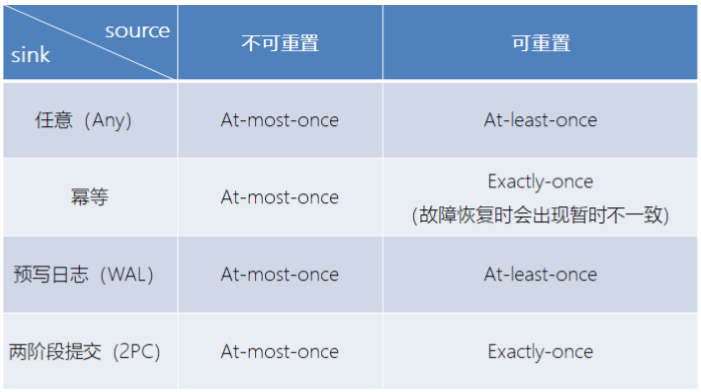 source
sink
不可重置
可重置
任意（Any）
At-most-once
At-least-once
幂等
At-most-once
Exactly-once
（故障恢复时会出现暂时不一致）
预写日志（WAL）
At-most-once
At-least-once
两阶段提交（2PC）
At-most-once
Exactly-once